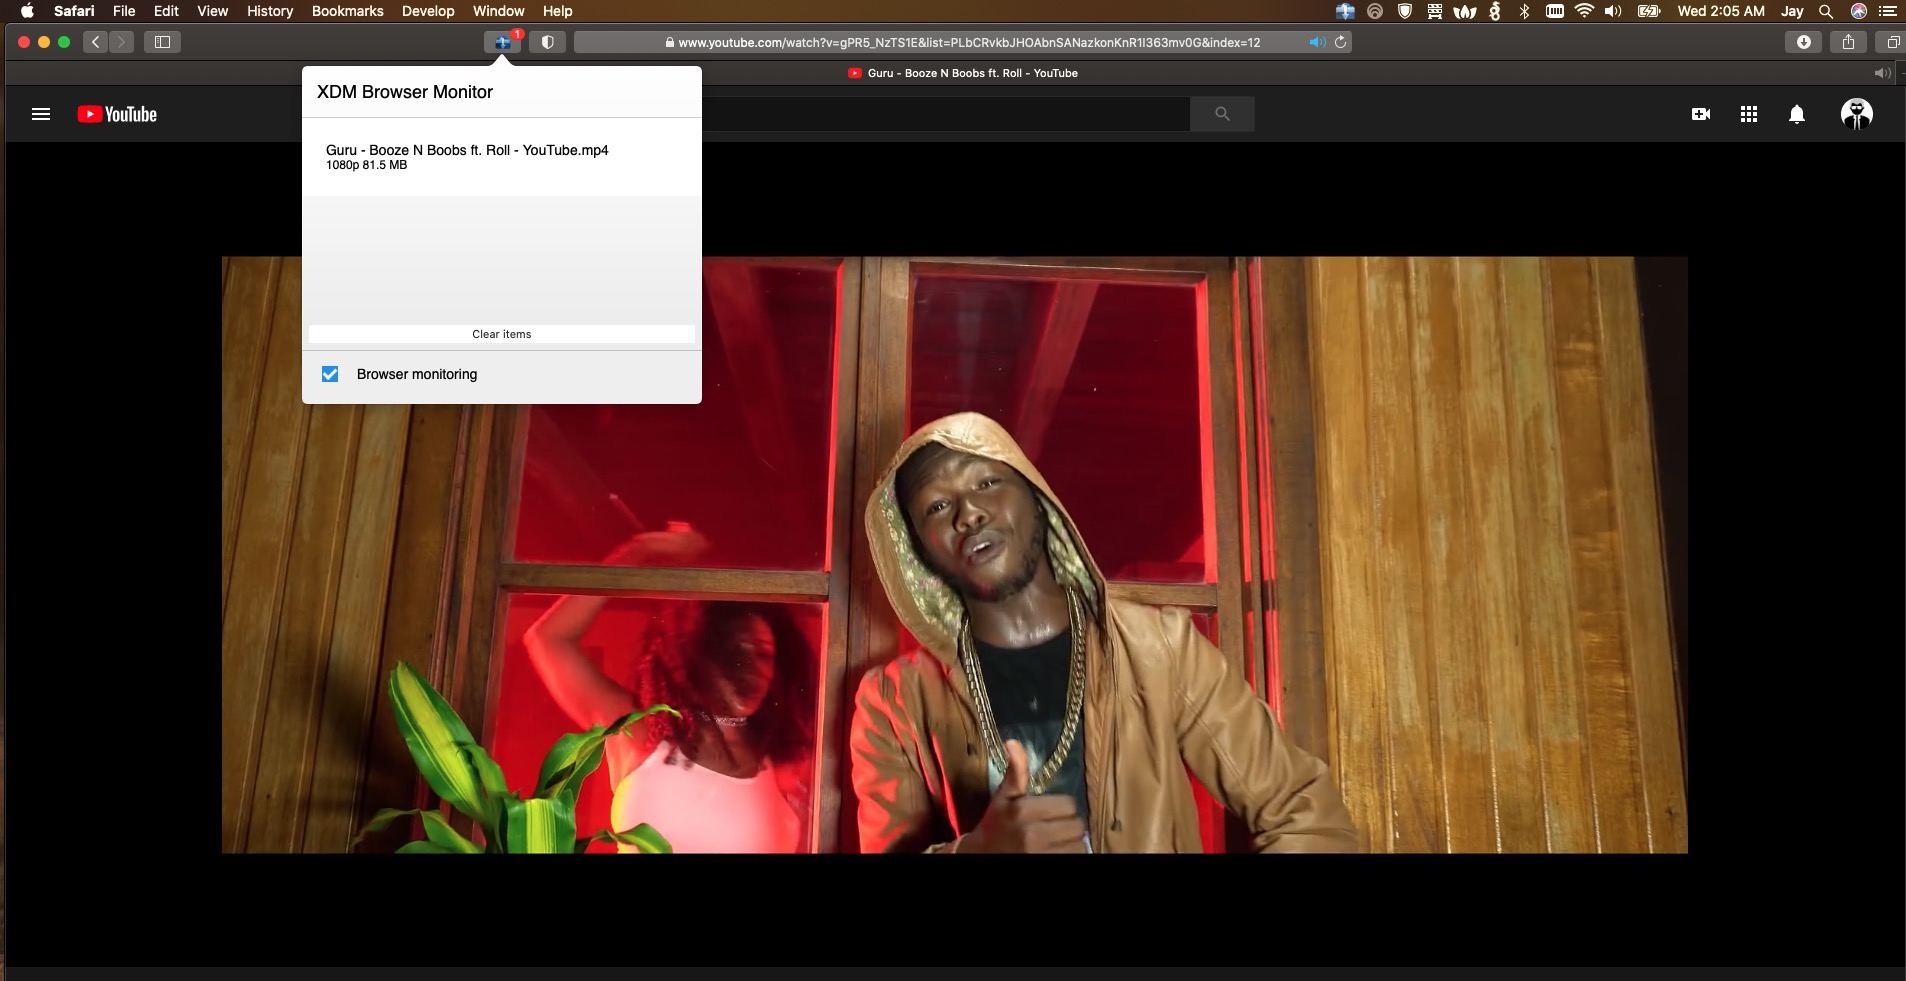 Safari File Edit View History Bookmarks Develop Window Help Wed 2:05 AM Jay
1
www.youtube.com/watch?v=gPR5_NzTS1E&list=PLbCRvkbJHOAbnSANazkonKnR1I363mv0G&index=12
Guru - Booze N Boobs ft. Roll - YouTube
YouTube
XDM Browser Monitor
Guru - Booze N Boobs ft. Roll - YouTube.mp4
1080p 81.5 MB
Clear items
Browser monitoring